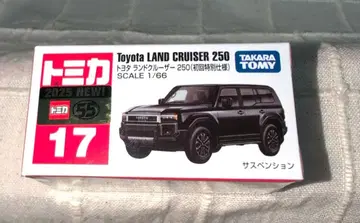 トミカ
2025 NEW!
トミカ 55
17
Toyota LAND CRUISER 250
トヨタ ランドクルーザー 250(初回特別仕様)
SCALE 1/66
TAKARA TOMY
TOYOTA
サスペンション